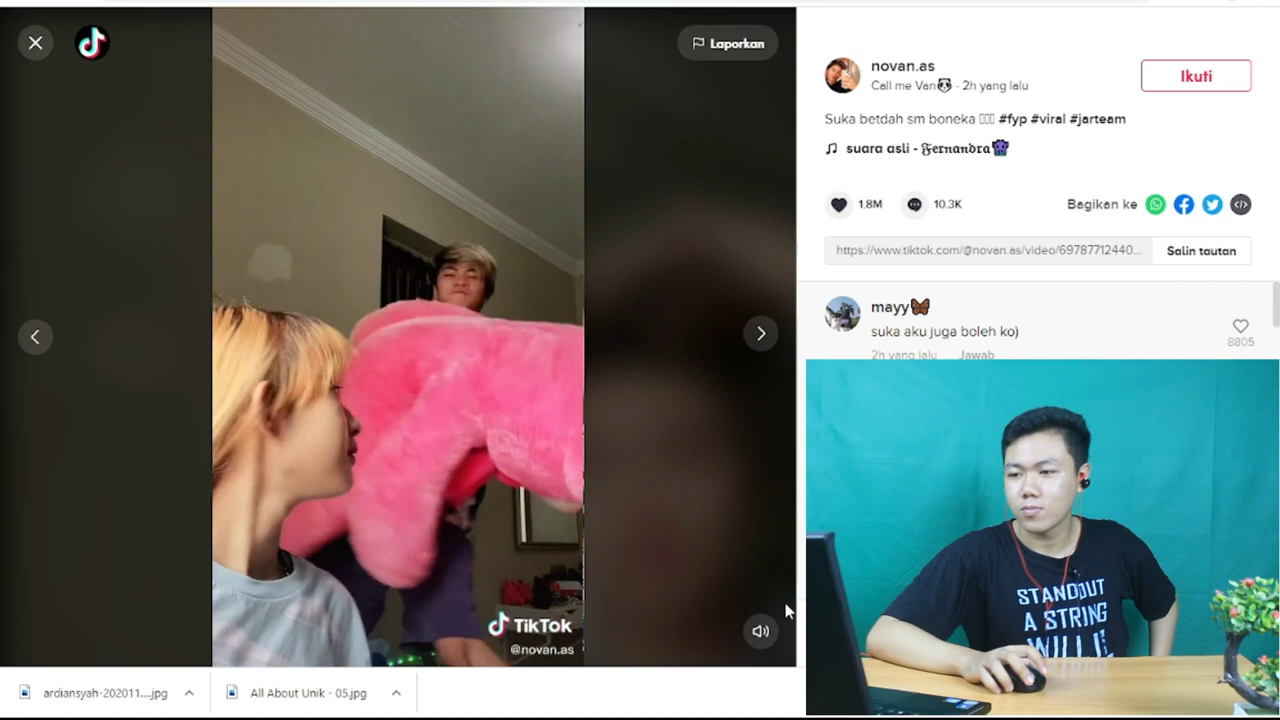 Laporkan
novan.as
Call me Van🐼 · 2h yang lalu
Ikuti
Suka betdah sm boneka #fyp #viral #jarteam
suara asli - 𝕱𝖊𝖗𝖓𝖆𝖓𝖉𝖗𝖆
1.8M
10.3K
Bagikan ke
https://www.tiktok.com/@novan.as/video/69787712440...
Salin tautan
mayy🦋
suka aku juga boleh ko)
8805
2h yang lalu Jawab
TikTok
@novan.as
STANDOUT
A STRING
WILLE
ardiansyah-202011....jpg
All About Unik - 05.jpg